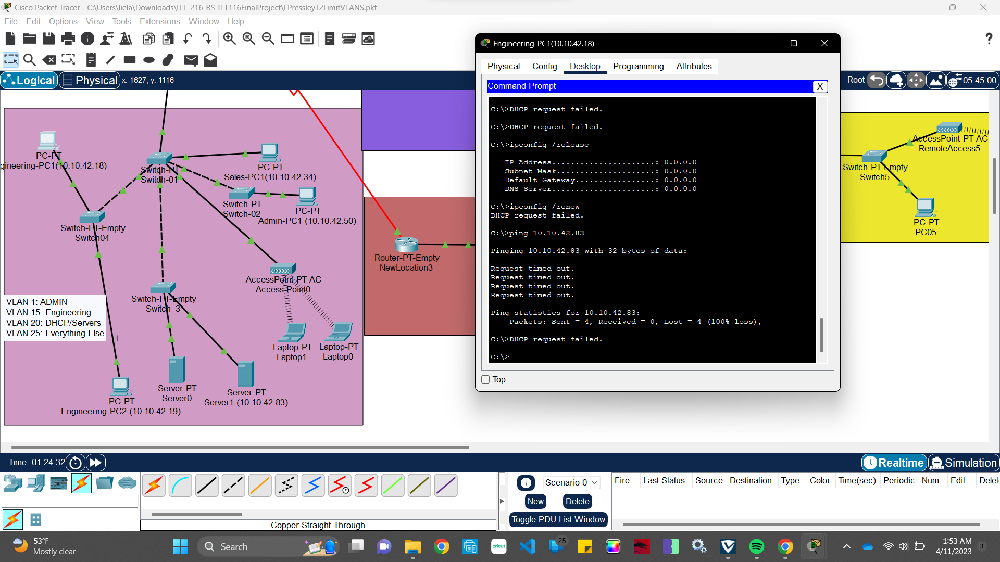 Cisco Packet Tracer - C:\Users\liela\Downloads\ITT-216-RS-ITT116FinalProject\LPressleyT2LimitVLANS.pkt
File Edit Options View Tools Extensions Window Help
Logical Physical x: 1627, y: 1116
Root 05:45:00
PC-PT
gineering-PC1(10.10.42.18)
Switch-PT
Switch-01
PC-PT
Sales-PC1(10.10.42.34)
Switch-PT
Switch-02
PC-PT
Admin-PC1 (10.10.42.50)
Switch-PT-Empty
Switch04
AccessPoint-PT-AC
Access Point0
Switch-PT-Empty
Switch_3
VLAN 1: ADMIN
VLAN 15: Engineering
VLAN 20: DHCP/Servers
VLAN 25: Everything Else
Laptop-PT
Laptop1
Laptop-PT
Laptop0
Server-PT
Server0
Server-PT
Server1 (10.10.42.83)
PC-PT
Engineering-PC2 (10.10.42.19)
Router-PT-Empty
NewLocation3
Engineering-PC1(10.10.42.18)
Physical Config Desktop Programming Attributes
Command Prompt X
C:\>DHCP request failed.
C:\>DHCP request failed.
C:\>ipconfig /release
IP Address......................: 0.0.0.0
Subnet Mask.....................: 0.0.0.0
Default Gateway.................: 0.0.0.0
DNS Server......................: 0.0.0.0
C:\>ipconfig /renew
DHCP request failed.
C:\>ping 10.10.42.83
Pinging 10.10.42.83 with 32 bytes of data:
Request timed out.
Request timed out.
Request timed out.
Request timed out.
Ping statistics for 10.10.42.83:
Packets: Sent = 4, Received = 0, Lost = 4 (100% loss),
C:\>DHCP request failed.
C:\>
Top
AccessPoint-PT-AC
RemoteAccess5
Switch-PT-Empty
Switch5
PC-PT
PC05
Time: 01:24:32
Realtime Simulation
Copper Straight-Through
Scenario 0
New Delete
Toggle PDU List Window
Fire Last Status Source Destination Type Color Time(sec) Periodic Num Edit Delet
53°F
Mostly clear
Search
cricut
25
1:53 AM
4/11/2023
3